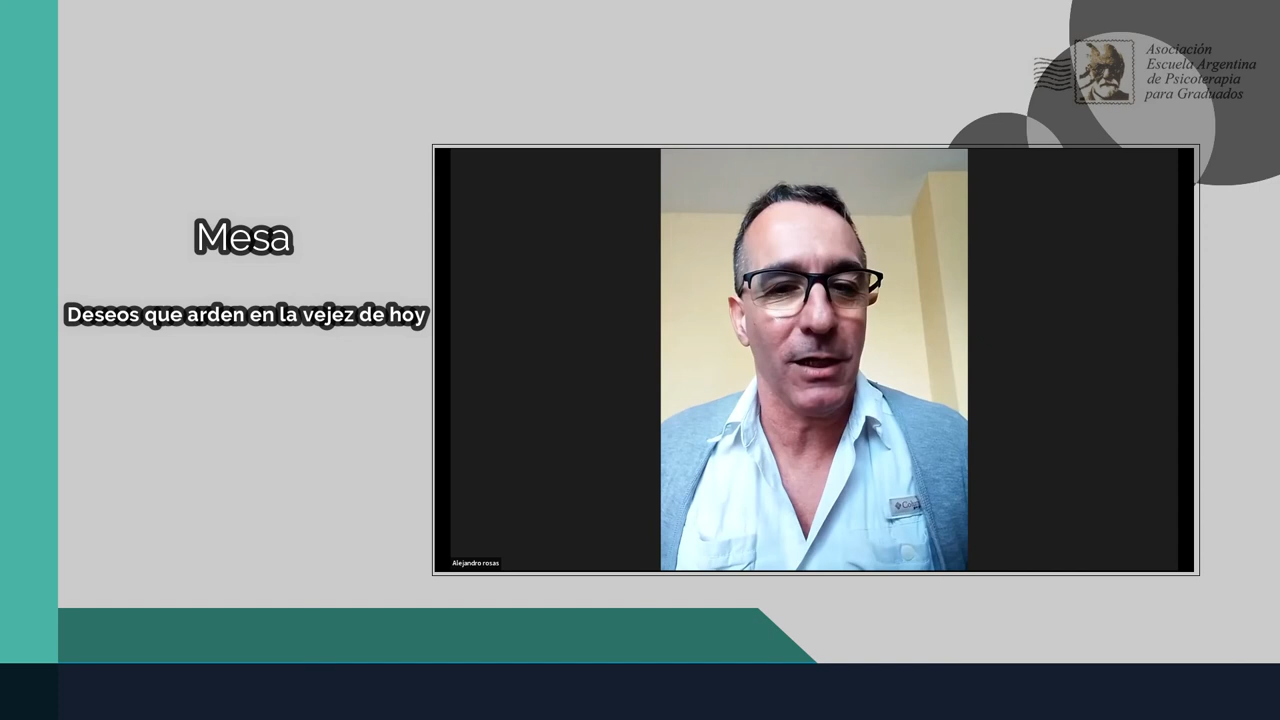 Asociación
Escuela Argentina
de Psicoterapia
para Graduados
Mesa
Deseos que arden en la vejez de hoy
Alejandro rosas